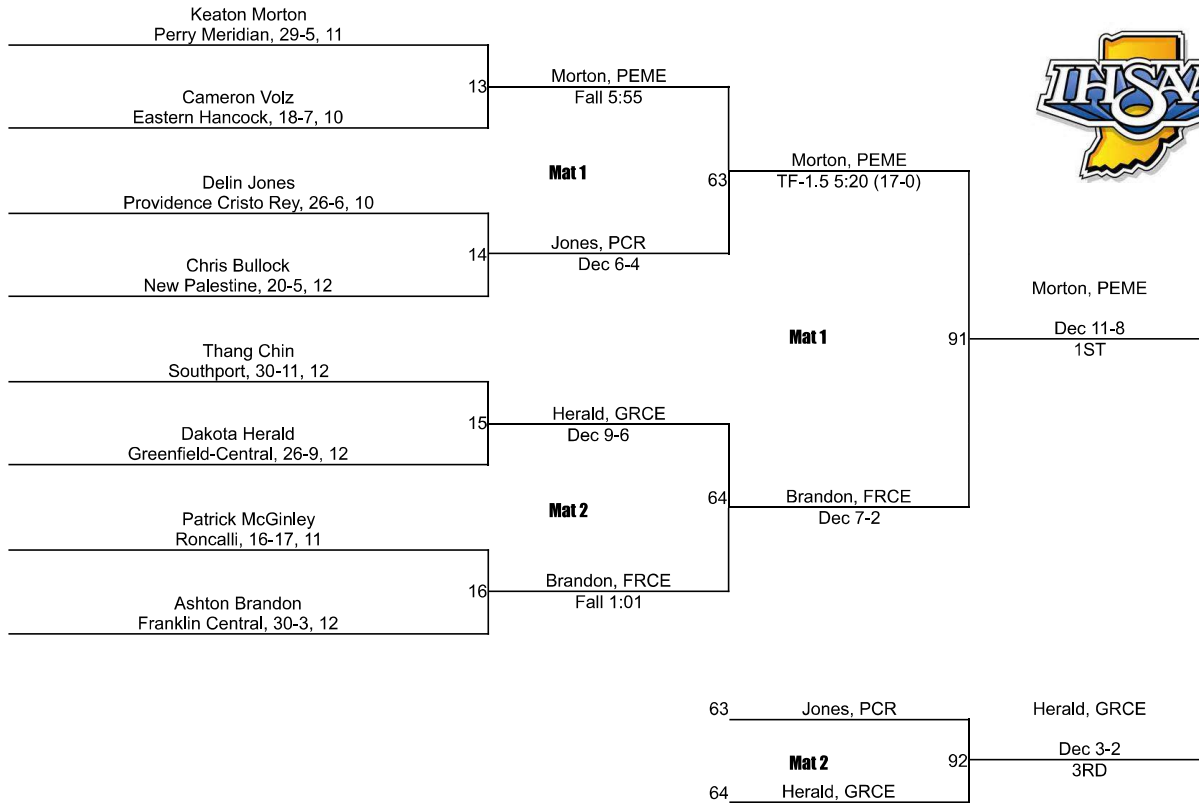 Keaton Morton
Perry Meridian, 29-5, 11
13
Morton, PEME
Fall 5:55
Cameron Volz
Eastern Hancock, 18-7, 10
IHSAA
Mat 1
63
Morton, PEME
TF-1.5 5:20 (17-0)
Delin Jones
Providence Cristo Rey, 26-6, 10
14
Jones, PCR
Dec 6-4
Chris Bullock
New Palestine, 20-5, 12
Mat 1
91
Morton, PEME
Dec 11-8
1ST
Thang Chin
Southport, 30-11, 12
15
Herald, GRCE
Dec 9-6
Dakota Herald
Greenfield-Central, 26-9, 12
Mat 2
64
Brandon, FRCE
Dec 7-2
Patrick McGinley
Roncalli, 16-17, 11
16
Brandon, FRCE
Fall 1:01
Ashton Brandon
Franklin Central, 30-3, 12
63
Jones, PCR
Mat 2
92
Herald, GRCE
Dec 3-2
3RD
64
Herald, GRCE